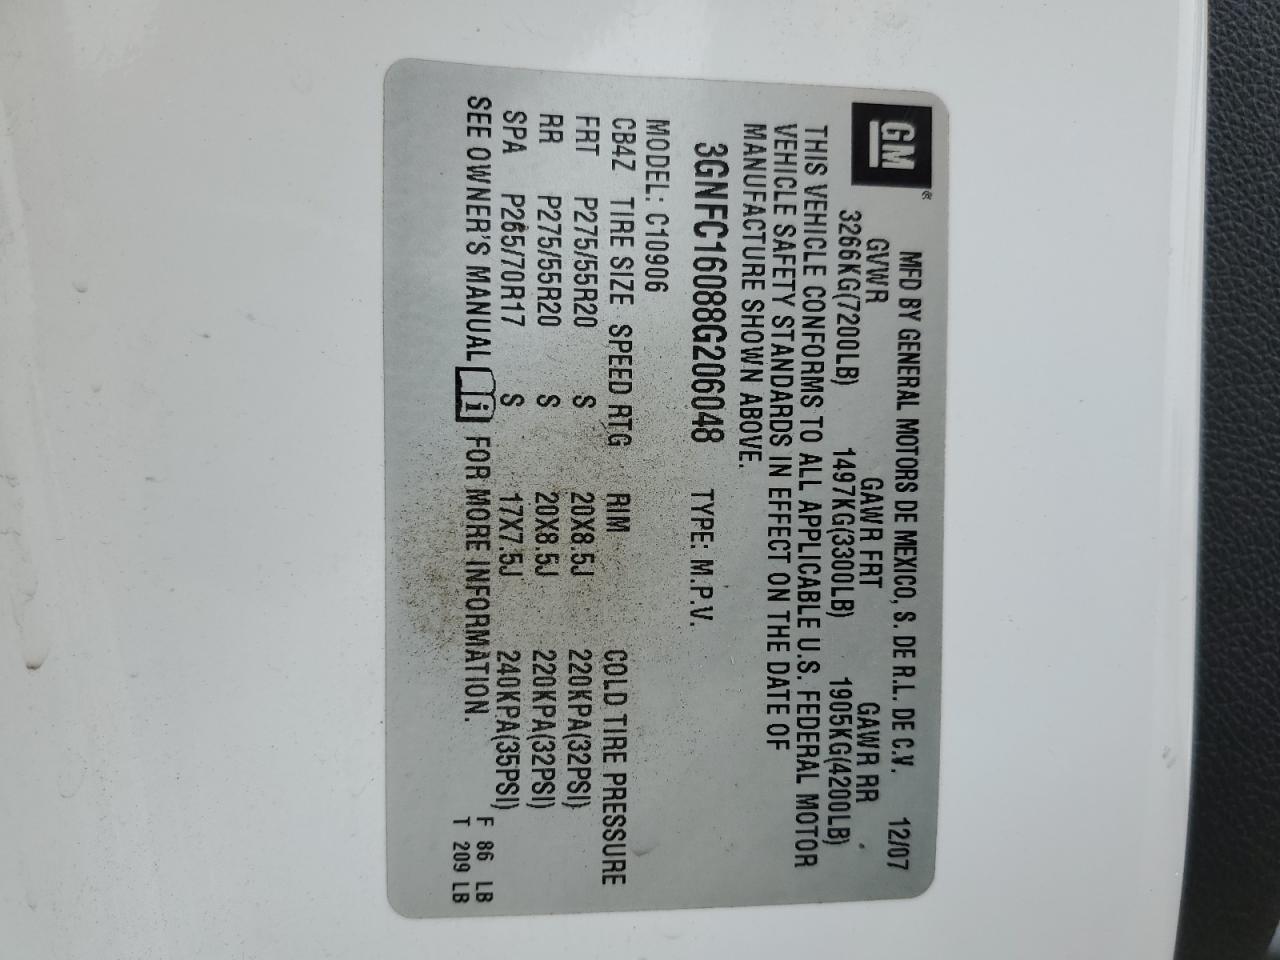 GM®
MFD BY GENERAL MOTORS DE MEXICO, S. DE R.L. DE C.V. 12/07
GVWR GAWR FRT GAWR RR
3266KG(7200LB) 1497KG(3300LB) 1905KG(4200LB)
THIS VEHICLE CONFORMS TO ALL APPLICABLE U.S. FEDERAL MOTOR
VEHICLE SAFETY STANDARDS IN EFFECT ON THE DATE OF
MANUFACTURE SHOWN ABOVE.
3GNFC16088G206048 TYPE: M.P.V.
MODEL: C10906
CB4Z TIRE SIZE SPEED RTG RIM COLD TIRE PRESSURE
FRT P275/55R20 S 20X8.5J 220KPA(32PSI)
RR P275/55R20 S 20X8.5J 220KPA(32PSI)
SPA P265/70R17 S 17X7.5J 240KPA(35PSI)
SEE OWNER'S MANUAL i FOR MORE INFORMATION.
F 86 LB
T 209 LB